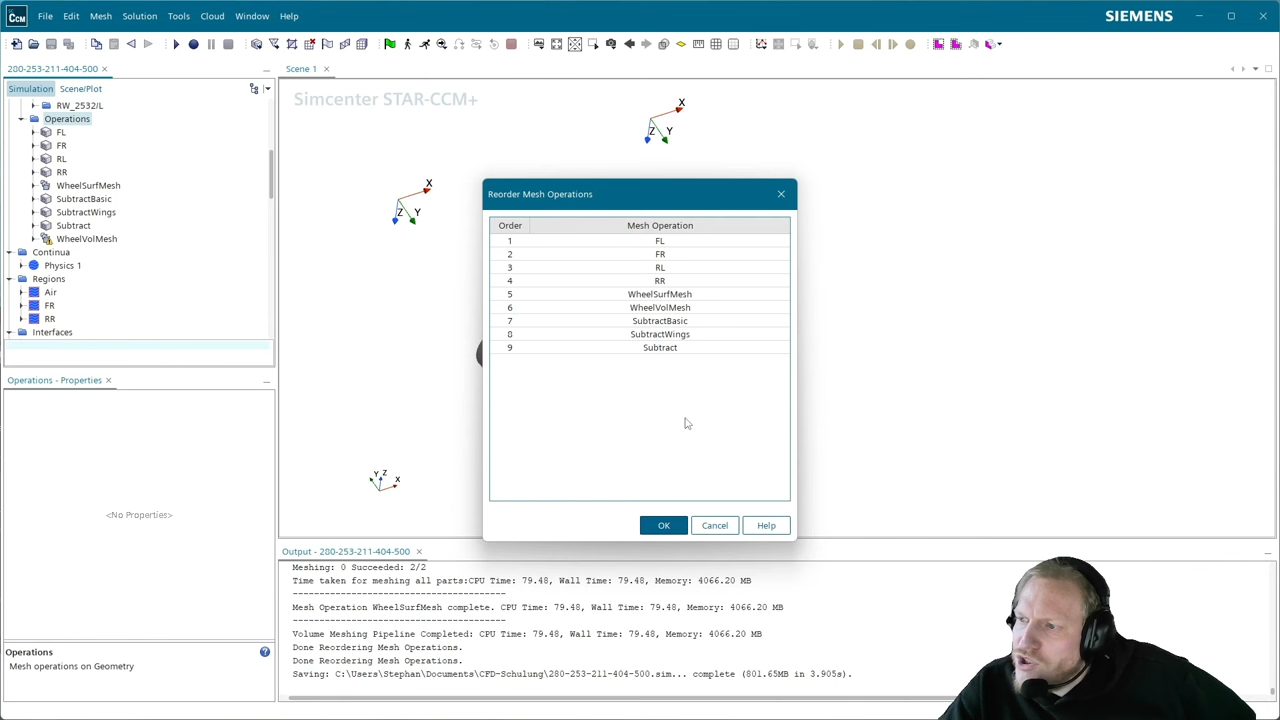 CCM File Edit Mesh Solution Tools Cloud Window Help SIEMENS
280-253-211-404-500
Simulation Scene/Plot
RW_2532/L
Operations
FL
FR
RL
RR
WheelSurfMesh
SubtractBasic
SubtractWings
Subtract
WheelVolMesh
Continua
Physics 1
Regions
Air
FR
RR
Interfaces
Operations - Properties
<No Properties>
Operations
Mesh operations on Geometry
Scene 1
Simcenter STAR-CCM+
X
Z Y
X
Z Y
Y Z X
Reorder Mesh Operations
Order Mesh Operation
1 FL
2 FR
3 RL
4 RR
5 WheelSurfMesh
6 WheelVolMesh
7 SubtractBasic
8 SubtractWings
9 Subtract
OK Cancel Help
Output - 280-253-211-404-500
Meshing: 0 Succeeded: 2/2
Time taken for meshing all parts:CPU Time: 79.48, Wall Time: 79.48, Memory: 4066.20 MB
----------------------------------------
Mesh Operation WheelSurfMesh complete. CPU Time: 79.48, Wall Time: 79.48, Memory: 4066.20 MB
----------------------------------------
Volume Meshing Pipeline Completed: CPU Time: 79.48, Wall Time: 79.48, Memory: 4066.20 MB
Done Reordering Mesh Operations.
Done Reordering Mesh Operations.
Saving: C:\Users\Stephan\Documents\CFD-Schulung\280-253-211-404-500.sim... complete (801.65MB in 3.905s).